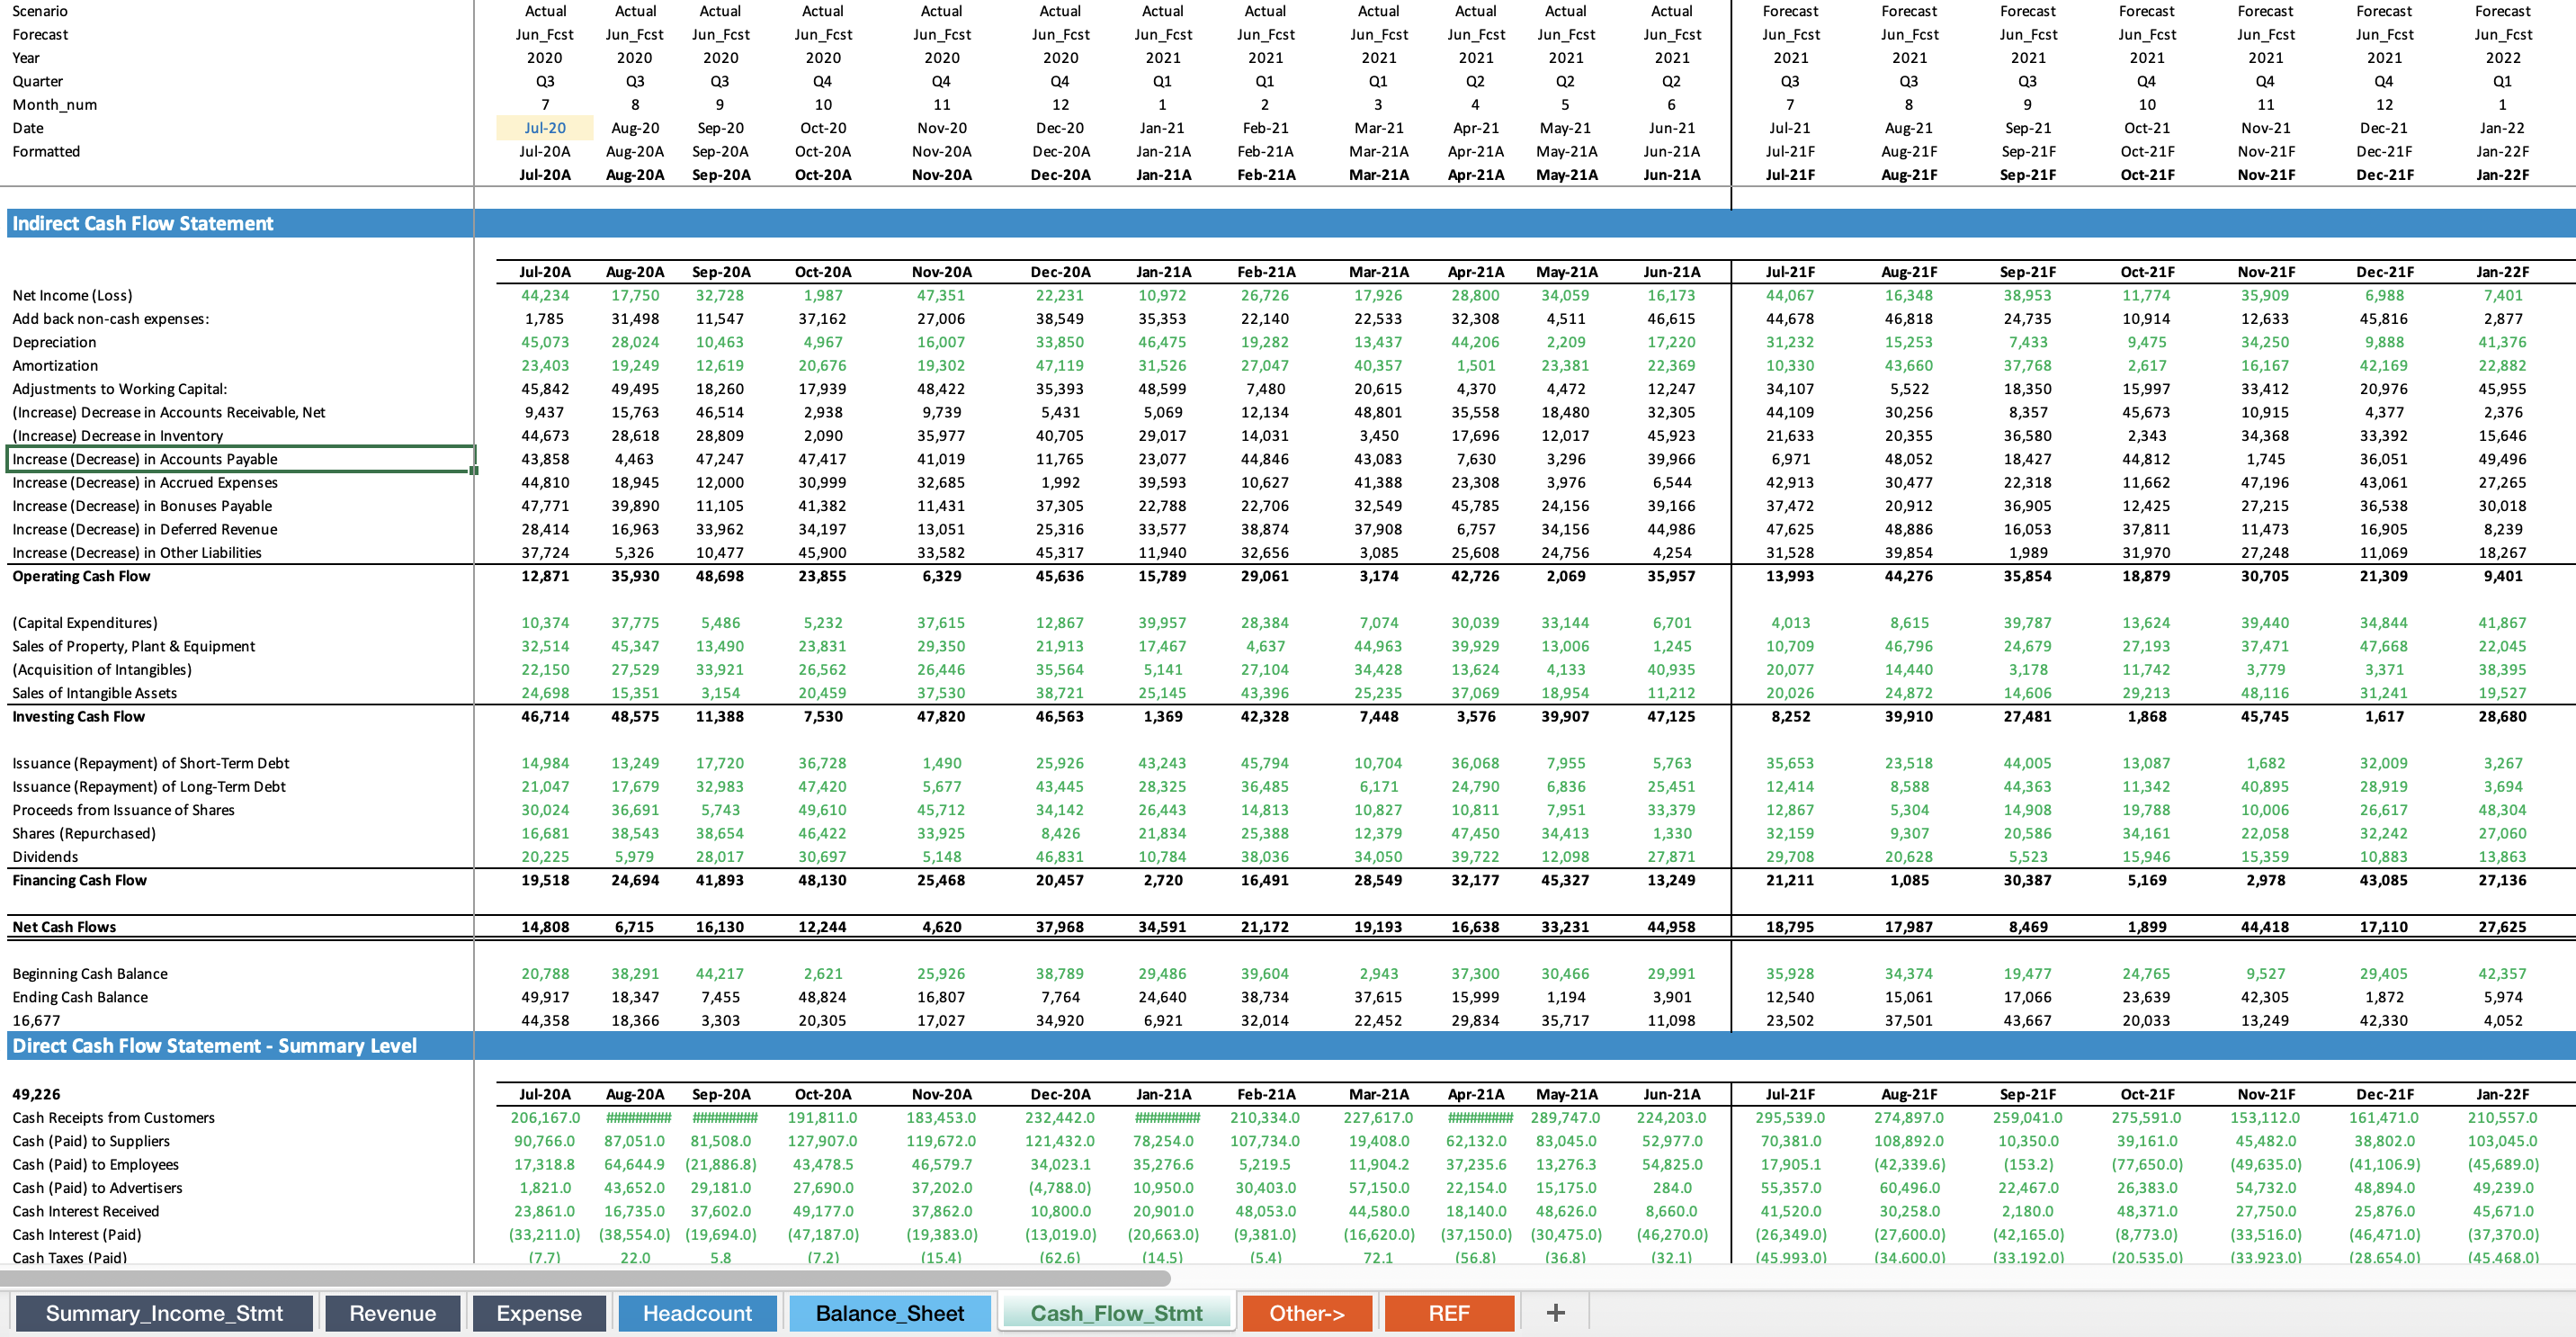 Scenario Actual Actual Actual Actual Actual Actual Actual Actual Actual Actual Actual Actual Forecast Forecast Forecast Forecast Forecast Forecast Forecast
Forecast Jun_Fcst Jun_Fcst Jun_Fcst Jun_Fcst Jun_Fcst Jun_Fcst Jun_Fcst Jun_Fcst Jun_Fcst Jun_Fcst Jun_Fcst Jun_Fcst Jun_Fcst Jun_Fcst Jun_Fcst Jun_Fcst Jun_Fcst Jun_Fcst Jun_Fcst
Year 2020 2020 2020 2020 2020 2020 2021 2021 2021 2021 2021 2021 2021 2021 2021 2021 2021 2021 2022
Quarter Q3 Q3 Q3 Q4 Q4 Q4 Q1 Q1 Q1 Q2 Q2 Q2 Q3 Q3 Q3 Q4 Q4 Q4 Q1
Month_num 7 8 9 10 11 12 1 2 3 4 5 6 7 8 9 10 11 12 1
Date Jul-20 Aug-20 Sep-20 Oct-20 Nov-20 Dec-20 Jan-21 Feb-21 Mar-21 Apr-21 May-21 Jun-21 Jul-21 Aug-21 Sep-21 Oct-21 Nov-21 Dec-21 Jan-22
Formatted Jul-20A Aug-20A Sep-20A Oct-20A Nov-20A Dec-20A Jan-21A Feb-21A Mar-21A Apr-21A May-21A Jun-21A Jul-21F Aug-21F Sep-21F Oct-21F Nov-21F Dec-21F Jan-22F
Jul-20A Aug-20A Sep-20A Oct-20A Nov-20A Dec-20A Jan-21A Feb-21A Mar-21A Apr-21A May-21A Jun-21A Jul-21F Aug-21F Sep-21F Oct-21F Nov-21F Dec-21F Jan-22F
Indirect Cash Flow Statement
Jul-20A Aug-20A Sep-20A Oct-20A Nov-20A Dec-20A Jan-21A Feb-21A Mar-21A Apr-21A May-21A Jun-21A Jul-21F Aug-21F Sep-21F Oct-21F Nov-21F Dec-21F Jan-22F
Net Income (Loss) 44,234 17,750 32,728 1,987 47,351 22,231 10,972 26,726 17,926 28,800 34,059 16,173 44,067 16,348 38,953 11,774 35,909 6,988 7,401
Add back non-cash expenses: 1,785 31,498 11,547 37,162 27,006 38,549 35,353 22,140 22,533 32,308 4,511 46,615 44,678 46,818 24,735 10,914 12,633 45,816 2,877
Depreciation 45,073 28,024 10,463 4,967 16,007 33,850 46,475 19,282 13,437 44,206 2,209 17,220 31,232 15,253 7,433 9,475 34,250 9,888 41,376
Amortization 23,403 19,249 12,619 20,676 19,302 47,119 31,526 27,047 40,357 1,501 23,381 22,369 10,330 43,660 37,768 2,617 16,167 42,169 22,882
Adjustments to Working Capital: 45,842 49,495 18,260 17,939 48,422 35,393 48,599 7,480 20,615 4,370 4,472 12,247 34,107 5,522 18,350 15,997 33,412 20,976 45,955
(Increase) Decrease in Accounts Receivable, Net 9,437 15,763 46,514 2,938 9,739 5,431 5,069 12,134 48,801 35,558 18,480 32,305 44,109 30,256 8,357 45,673 10,915 4,377 2,376
(Increase) Decrease in Inventory 44,673 28,618 28,809 2,090 35,977 40,705 29,017 14,031 3,450 17,696 12,017 45,923 21,633 20,355 36,580 2,343 34,368 33,392 15,646
Increase (Decrease) in Accounts Payable 43,858 4,463 47,247 47,417 41,019 11,765 23,077 44,846 43,083 7,630 3,296 39,966 6,971 48,052 18,427 44,812 1,745 36,051 49,496
Increase (Decrease) in Accrued Expenses 44,810 18,945 12,000 30,999 32,685 1,992 39,593 10,627 41,388 23,308 3,976 6,544 42,913 30,477 22,318 11,662 47,196 43,061 27,265
Increase (Decrease) in Bonuses Payable 47,771 39,890 11,105 41,382 11,431 37,305 22,788 22,706 32,549 45,785 24,156 39,166 37,472 20,912 36,905 12,425 27,215 36,538 30,018
Increase (Decrease) in Deferred Revenue 28,414 16,963 33,962 34,197 13,051 25,316 33,577 38,874 37,908 6,757 34,156 44,986 47,625 48,886 16,053 37,811 11,473 16,905 8,239
Increase (Decrease) in Other Liabilities 37,724 5,326 10,477 45,900 33,582 45,317 11,940 32,656 3,085 25,608 24,756 4,254 31,528 39,854 1,989 31,970 27,248 11,069 18,267
Operating Cash Flow 12,871 35,930 48,698 23,855 6,329 45,636 15,789 29,061 3,174 42,726 2,069 35,957 13,993 44,276 35,854 18,879 30,705 21,309 9,401
(Capital Expenditures) 10,374 37,775 5,486 5,232 37,615 12,867 39,957 28,384 7,074 30,039 33,144 6,701 4,013 8,615 39,787 13,624 39,440 34,844 41,867
Sales of Property, Plant & Equipment 32,514 45,347 13,490 23,831 29,350 21,913 17,467 4,637 44,963 39,929 13,006 1,245 10,709 46,796 24,679 27,193 37,471 47,668 22,045
(Acquisition of Intangibles) 22,150 27,529 33,921 26,562 26,446 35,564 5,141 27,104 34,428 13,624 4,133 40,935 20,077 14,440 3,178 11,742 3,779 3,371 38,395
Sales of Intangible Assets 24,698 15,351 3,154 20,459 37,530 38,721 25,145 43,396 25,235 37,069 18,954 11,212 20,026 24,872 14,606 29,213 48,116 31,241 19,527
Investing Cash Flow 46,714 48,575 11,388 7,530 47,820 46,563 1,369 42,328 7,448 3,576 39,907 47,125 8,252 39,910 27,481 1,868 45,745 1,617 28,680
Issuance (Repayment) of Short-Term Debt 14,984 13,249 17,720 36,728 1,490 25,926 43,243 45,794 10,704 36,068 7,955 5,763 35,653 23,518 44,005 13,087 1,682 32,009 3,267
Issuance (Repayment) of Long-Term Debt 21,047 17,679 32,983 47,420 5,677 43,445 28,325 36,485 6,171 24,790 6,836 25,451 12,414 8,588 44,363 11,342 40,895 28,919 3,694
Proceeds from Issuance of Shares 30,024 36,691 5,743 49,610 45,712 34,142 26,443 14,813 10,827 10,811 7,951 33,379 12,867 5,304 14,908 19,788 10,006 26,617 48,304
Shares (Repurchased) 16,681 38,543 38,654 46,422 33,925 8,426 21,834 25,388 12,379 47,450 34,413 1,330 32,159 9,307 20,586 34,161 22,058 32,242 27,060
Dividends 20,225 5,979 28,017 30,697 5,148 46,831 10,784 38,036 34,050 39,722 12,098 27,871 29,708 20,628 5,523 15,946 15,359 10,883 13,863
Financing Cash Flow 19,518 24,694 41,893 48,130 25,468 20,457 2,720 16,491 28,549 32,177 45,327 13,249 21,211 1,085 30,387 5,169 2,978 43,085 27,136
Net Cash Flows 14,808 6,715 16,130 12,244 4,620 37,968 34,591 21,172 19,193 16,638 33,231 44,958 18,795 17,987 8,469 1,899 44,418 17,110 27,625
Beginning Cash Balance 20,788 38,291 44,217 2,621 25,926 38,789 29,486 39,604 2,943 37,300 30,466 29,991 35,928 34,374 19,477 24,765 9,527 29,405 42,357
Ending Cash Balance 49,917 18,347 7,455 48,824 16,807 7,764 24,640 38,734 37,615 15,999 1,194 3,901 12,540 15,061 17,066 23,639 42,305 1,872 5,974
16,677 44,358 18,366 3,303 20,305 17,027 34,920 6,921 32,014 22,452 29,834 35,717 11,098 23,502 37,501 43,667 20,033 13,249 42,330 4,052
Direct Cash Flow Statement - Summary Level
49,226 Jul-20A Aug-20A Sep-20A Oct-20A Nov-20A Dec-20A Jan-21A Feb-21A Mar-21A Apr-21A May-21A Jun-21A Jul-21F Aug-21F Sep-21F Oct-21F Nov-21F Dec-21F Jan-22F
Cash Receipts from Customers 206,167.0 ######### ######### 191,811.0 183,453.0 232,442.0 ######### 210,334.0 227,617.0 ######### 289,747.0 224,203.0 295,539.0 274,897.0 259,041.0 275,591.0 153,112.0 161,471.0 210,557.0
Cash (Paid) to Suppliers 90,766.0 87,051.0 81,508.0 127,907.0 119,672.0 121,432.0 78,254.0 107,734.0 19,408.0 62,132.0 83,045.0 52,977.0 70,381.0 108,892.0 10,350.0 39,161.0 45,482.0 38,802.0 103,045.0
Cash (Paid) to Employees 17,318.8 64,644.9 (21,886.8) 43,478.5 46,579.7 34,023.1 35,276.6 5,219.5 11,904.2 37,235.6 13,276.3 54,825.0 17,905.1 (42,339.6) (153.2) (77,650.0) (49,635.0) (41,106.9) (45,689.0)
Cash (Paid) to Advertisers 1,821.0 43,652.0 29,181.0 27,690.0 37,202.0 (4,788.0) 10,950.0 30,403.0 57,150.0 22,154.0 15,175.0 284.0 55,357.0 60,496.0 22,467.0 26,383.0 54,732.0 48,894.0 49,239.0
Cash Interest Received 23,861.0 16,735.0 37,602.0 49,177.0 37,862.0 10,800.0 20,901.0 48,053.0 44,580.0 18,140.0 48,626.0 8,660.0 41,520.0 30,258.0 2,180.0 48,371.0 27,750.0 25,876.0 45,671.0
Cash Interest (Paid) (33,211.0) (38,554.0) (19,694.0) (47,187.0) (19,383.0) (13,019.0) (20,663.0) (9,381.0) (16,620.0) (37,150.0) (30,475.0) (46,270.0) (26,349.0) (27,600.0) (42,165.0) (8,773.0) (33,516.0) (46,471.0) (37,370.0)
Cash Taxes (Paid) (7.7) 22.0 5.8 (7.2) (15.4) (62.6) (14.5) (5.4) 72.1 (56.8) (36.8) (32.1) (45,993.0) (34,600.0) (33,192.0) (20,535.0) (33,923.0) (28,654.0) (45,468.0)
Summary_Income_Stmt Revenue Expense Headcount Balance_Sheet Cash_Flow_Stmt Other-> REF +